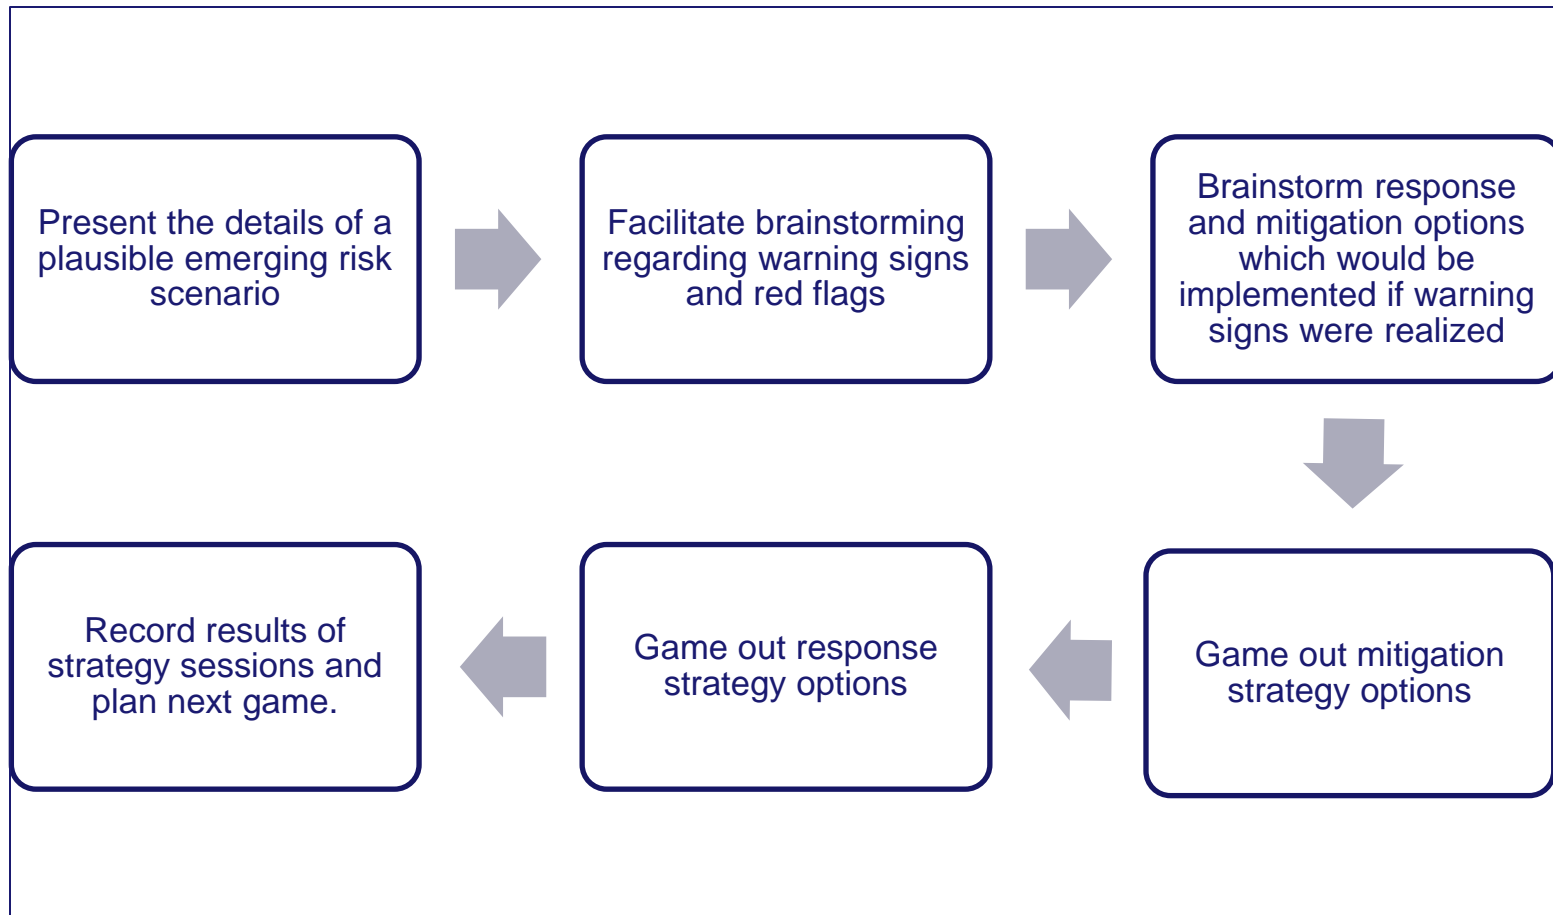 Present the details of a
plausible emerging risk
scenario
Facilitate brainstorming
regarding warning signs
and red flags
Brainstorm response
and mitigation options
which would be
implemented if warning
signs were realized
Game out mitigation
strategy options
Game out response
strategy options
Record results of
strategy sessions and
plan next game.